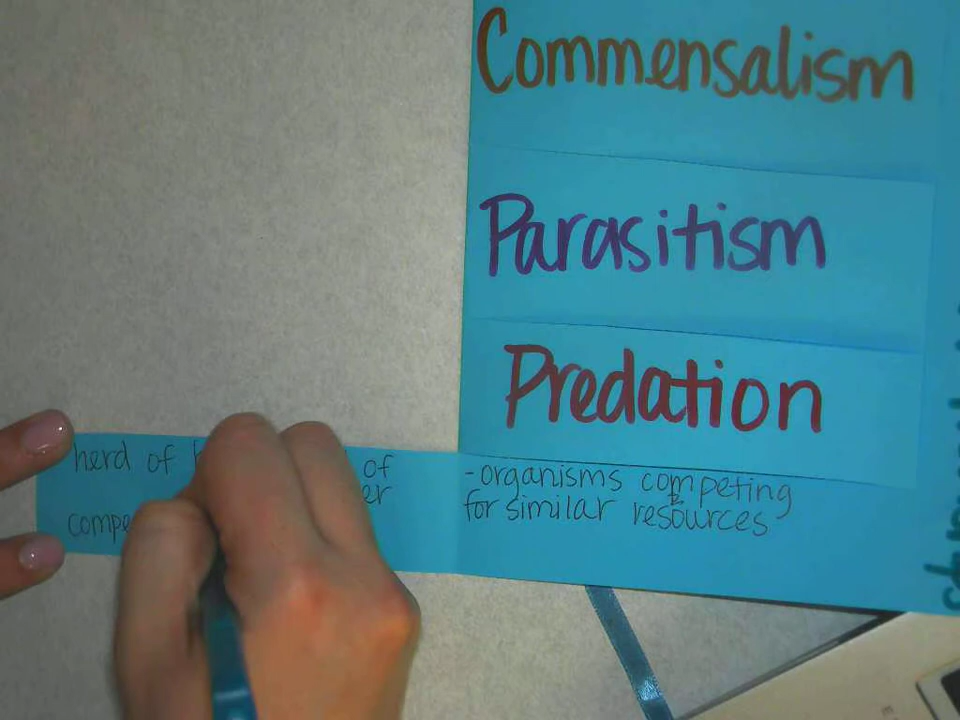 Commensalism
Parasitism
Predation
herd of
of
compe
- organisms competing
for similar resources